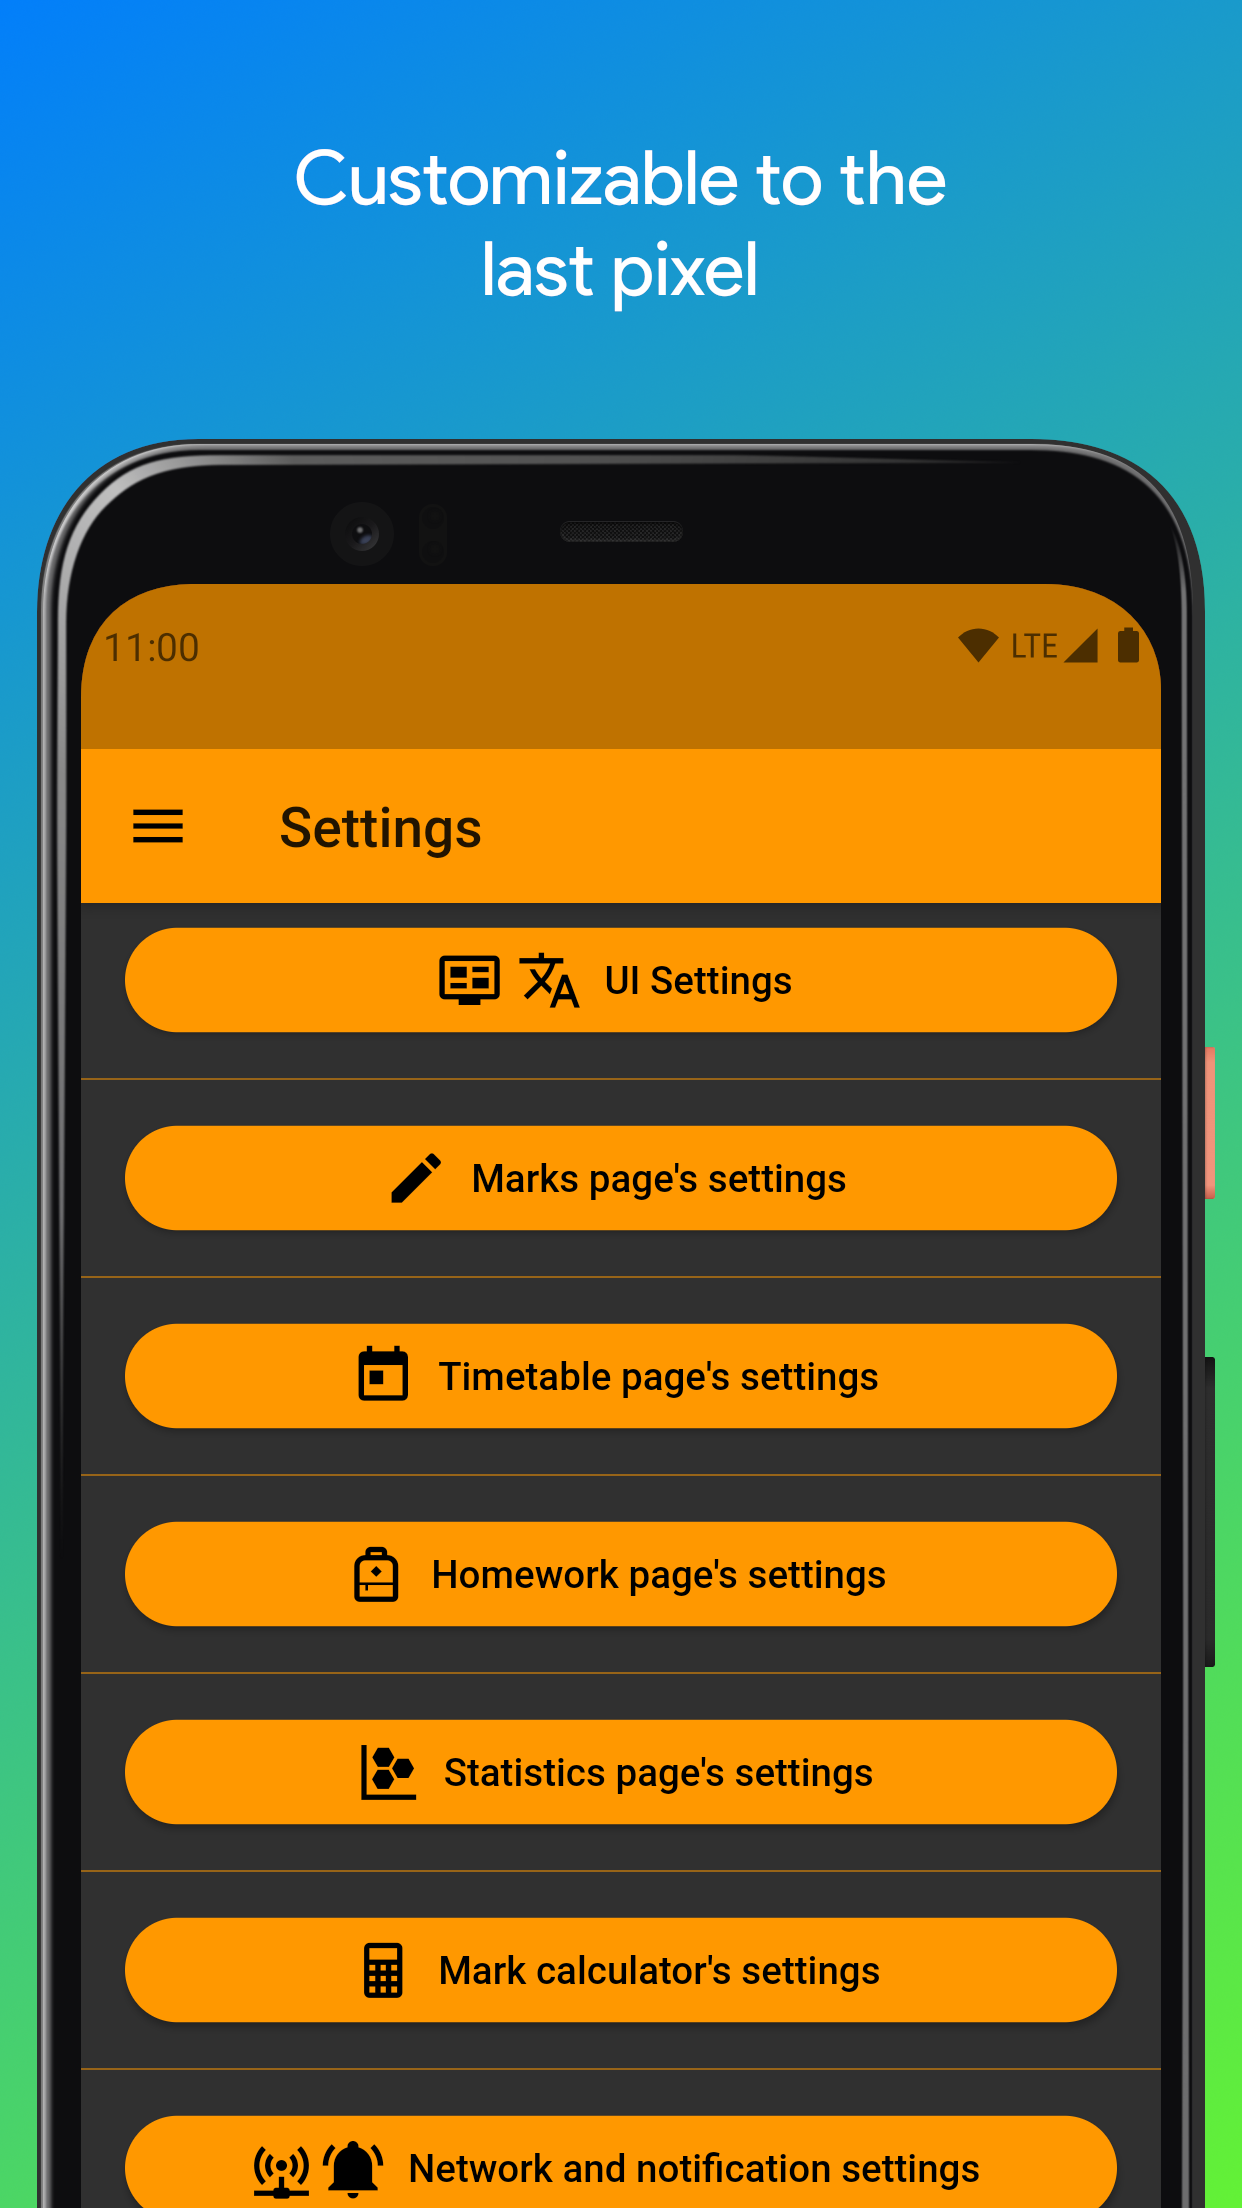 Customizable to the
last pixel
11:00 LTE
Settings
UI Settings
Marks page's settings
Timetable page's settings
Homework page's settings
Statistics page's settings
Mark calculator's settings
Network and notification settings